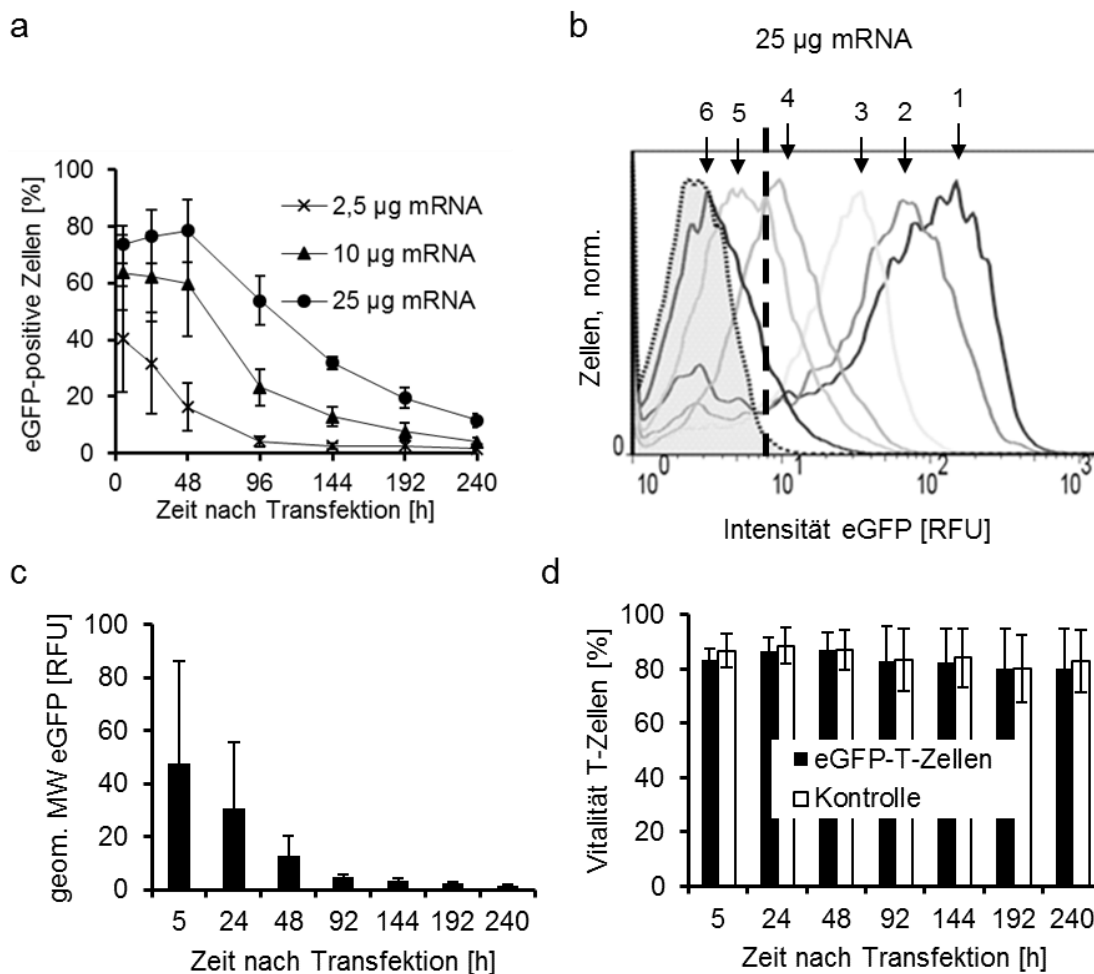 a
eGFP-positive Zellen [%]
100
80
60
40
20
0
2,5 µg mRNA
10 µg mRNA
25 µg mRNA
0 48 96 144 192 240
Zeit nach Transfektion [h]
b
25 µg mRNA
6 5 4 3 2 1
Zellen, norm.
0
10⁰ 10¹ 10² 10³
Intensität eGFP [RFU]
c
geom. MW eGFP [RFU]
100
80
60
40
20
0
5 24 48 92 144 192 240
Zeit nach Transfektion [h]
d
Vitalität T-Zellen [%]
100
80
60
40
20
0
eGFP-T-Zellen
Kontrolle
5 24 48 92 144 192 240
Zeit nach Transfektion [h]